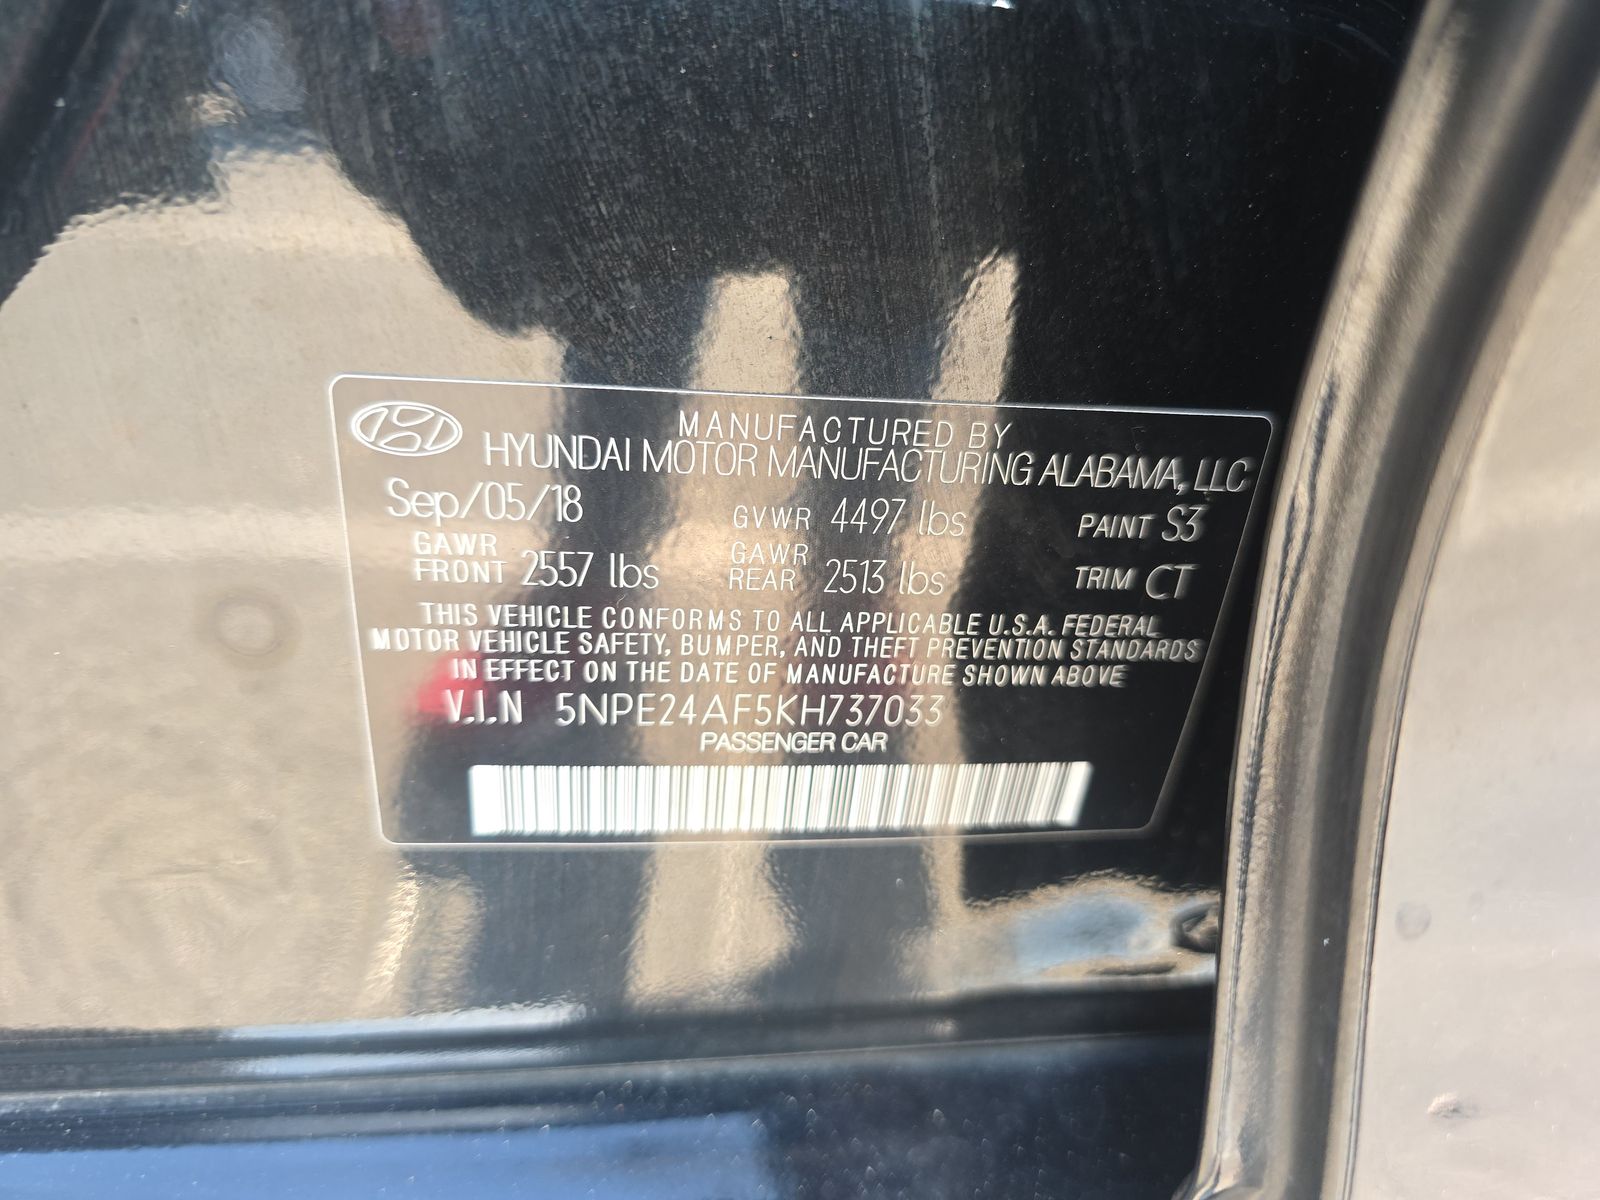 MANUFACTURED BY
HYUNDAI MOTOR MANUFACTURING ALABAMA, LLC
Sep/05/18 GVWR 4497 lbs PAINT S3
GAWR FRONT 2557 lbs GAWR REAR 2513 lbs TRIM CT
THIS VEHICLE CONFORMS TO ALL APPLICABLE U.S.A. FEDERAL
MOTOR VEHICLE SAFETY, BUMPER, AND THEFT PREVENTION STANDARDS
IN EFFECT ON THE DATE OF MANUFACTURE SHOWN ABOVE
V.I.N 5NPE24AF5KH737033
PASSENGER CAR